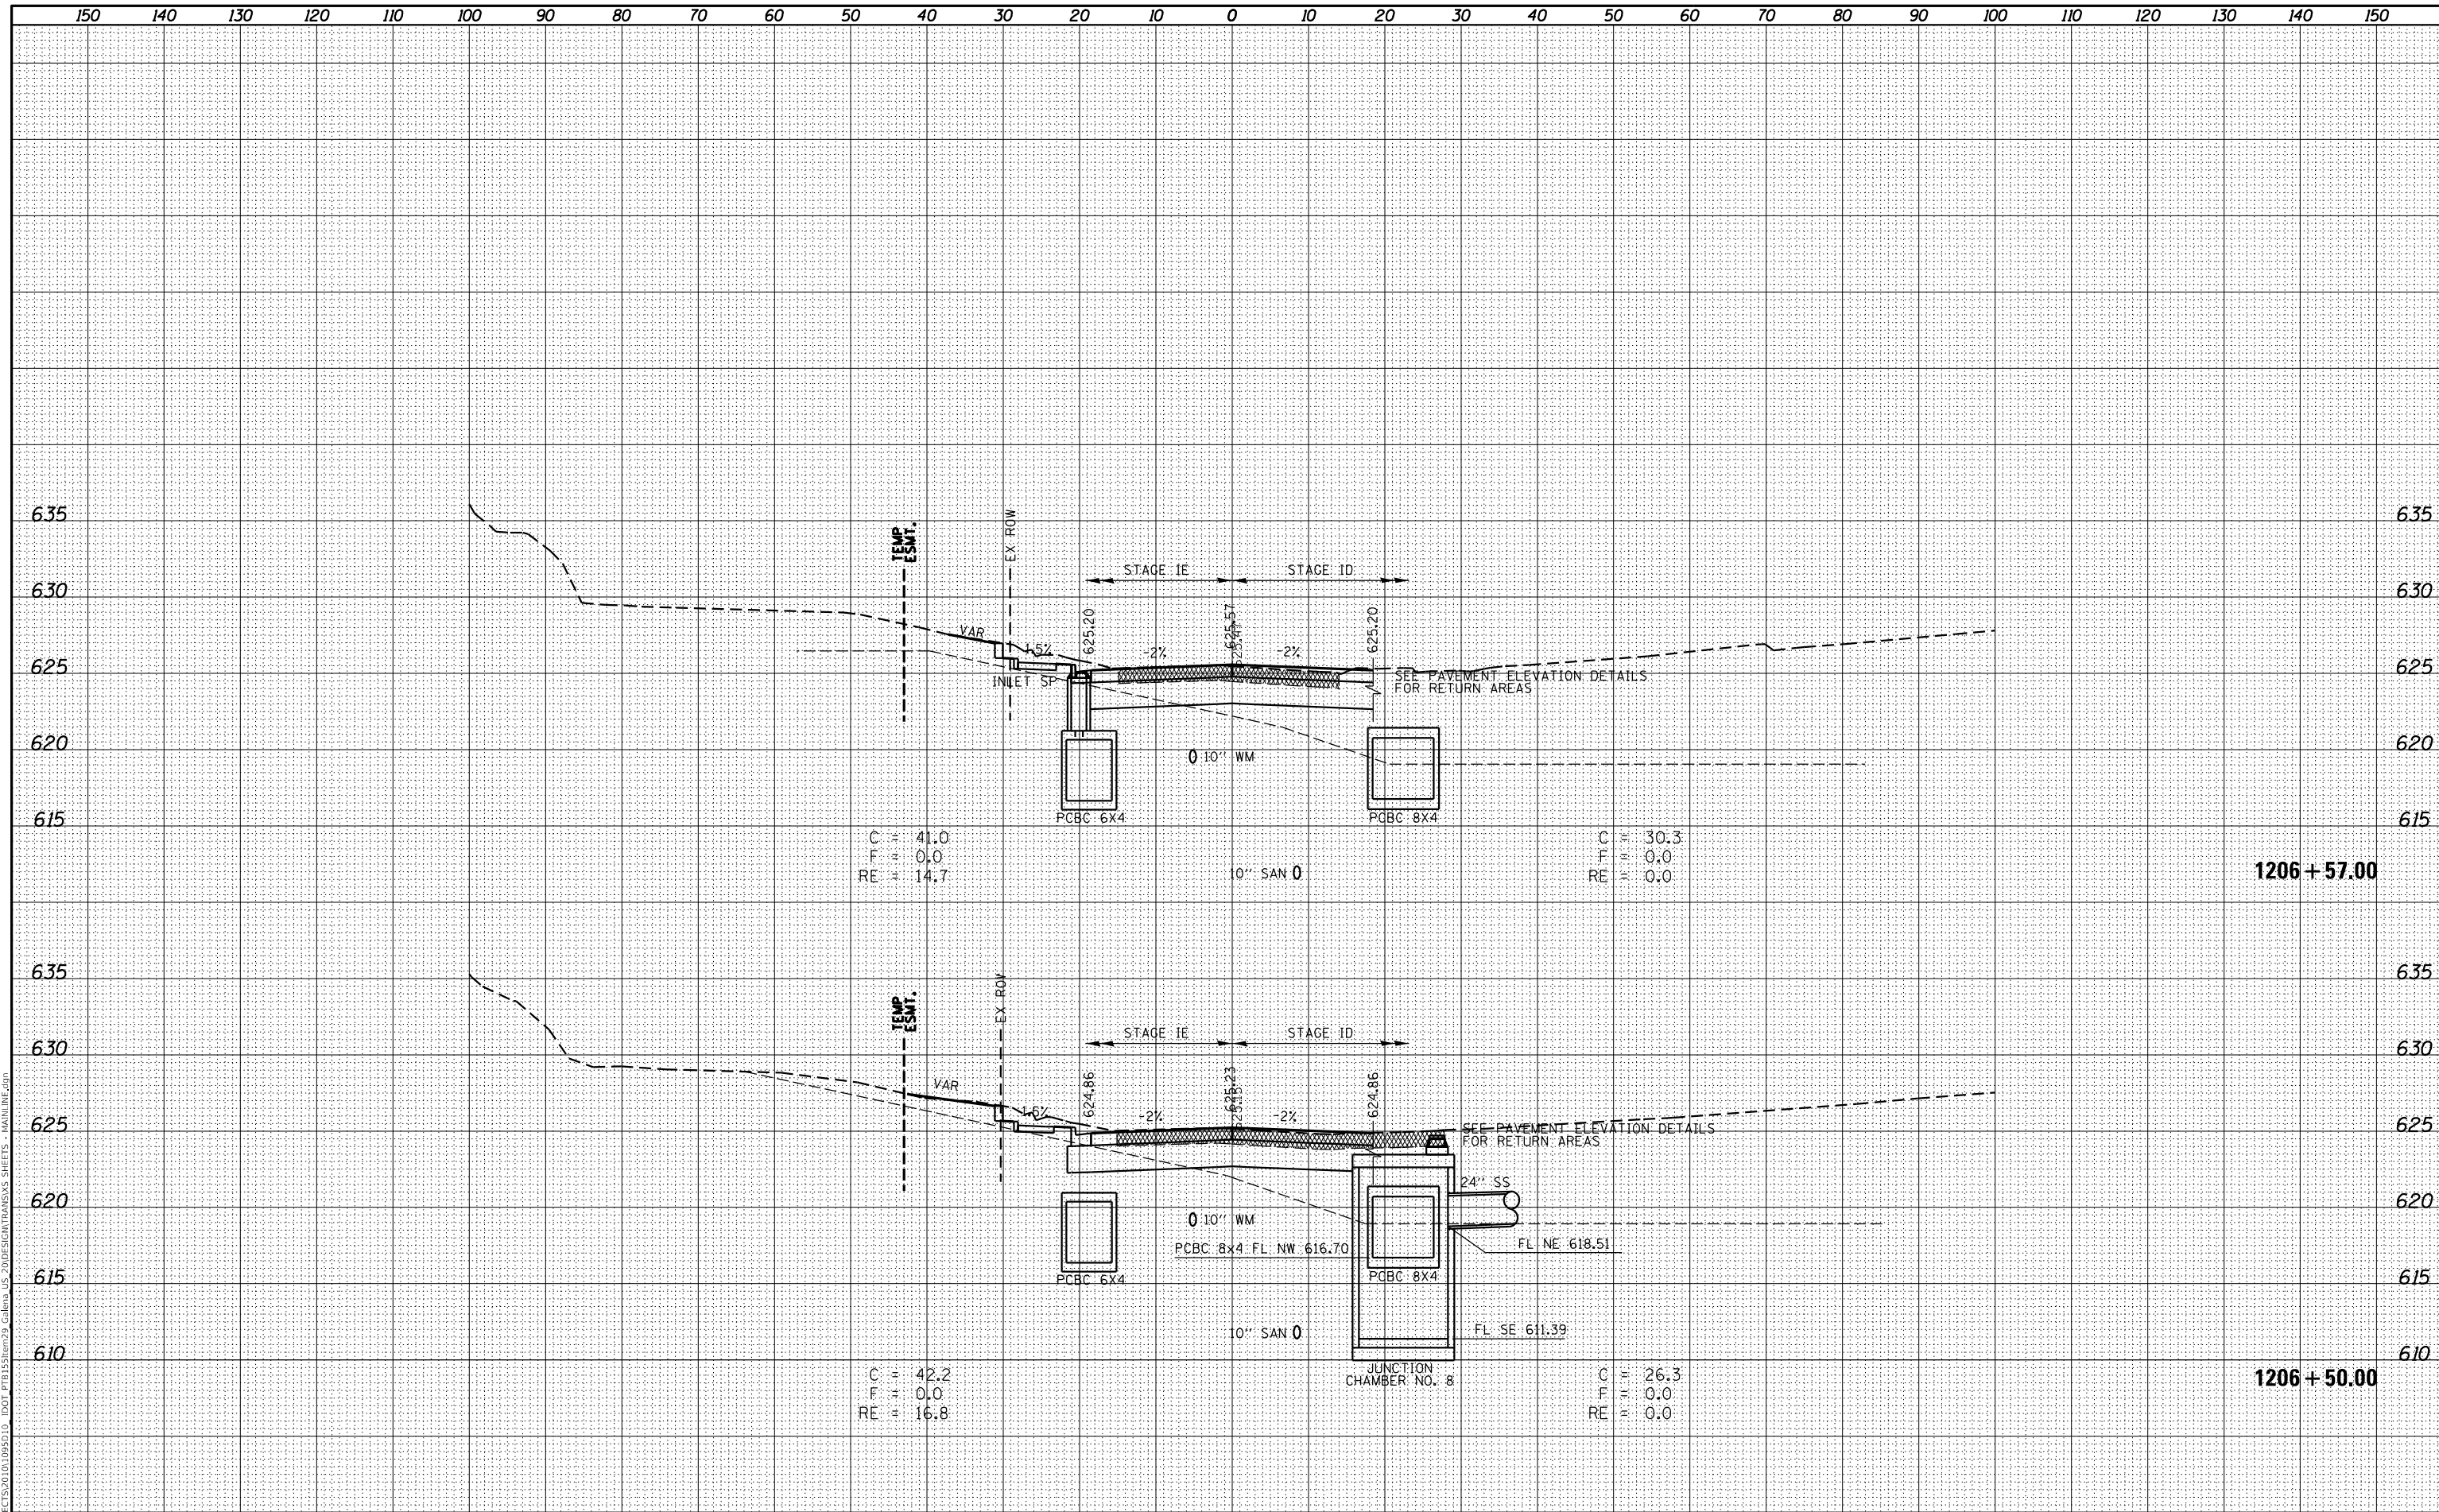 150 140 130 120 110 100 90 80 70 60 50 40 30 20 10 0 10 20 30 40 50 60 70 80 90 100 110 120 130 140 150
635
635
TEMP
ESMT.
EX ROW
STAGE IE
STAGE ID
630
630
625.20
625.57
625.20
VAR
1.5%
-2%
-2%
625
625
INLET SP
SEE PAVEMENT ELEVATION DETAILS
FOR RETURN AREAS
620
620
10'' WM
615
615
PCBC 6X4
PCBC 8X4
C = 41.0
F = 0.0
RE = 14.7
C = 30.3
F = 0.0
RE = 0.0
10'' SAN
1206+57.00
635
635
TEMP
ESMT.
EX ROW
STAGE IE
STAGE ID
630
630
624.86
625.23
624.86
VAR
-2%
-2%
625
625
SEE PAVEMENT ELEVATION DETAILS
FOR RETURN AREAS
24'' SS
620
620
10'' WM
PCBC 8x4 FL NW 616.70
FL NE 618.51
615
615
PCBC 6X4
PCBC 8X4
10'' SAN
FL SE 611.39
610
610
JUNCTION
CHAMBER NO. 8
C = 42.2
F = 0.0
RE = 16.8
C = 26.3
F = 0.0
RE = 0.0
1206+50.00